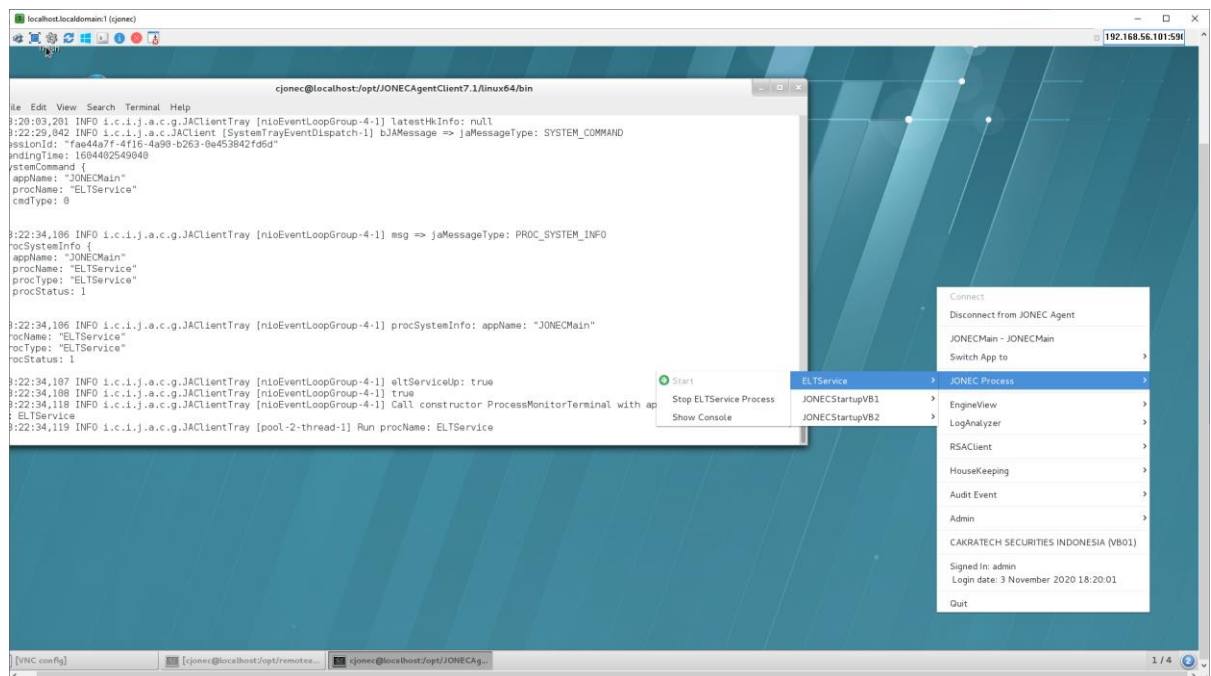 localhost.localdomain:1 (cjonec)
192.168.56.101:590
cjonec@localhost:/opt/JONECAgentClient7.1/linux64/bin
ile Edit View Search Terminal Help
:20:03,201 INFO i.c.i.j.a.c.g.JAClientTray [nioEventLoopGroup-4-1] latestHkInfo: null
:22:29,042 INFO i.c.i.j.a.c.JAClient [SystemTrayEventDispatch-1] bJAMessage => jaMessageType: SYSTEM_COMMAND
essionId: "fae44a7f-4f16-4a90-b263-0e453842fd6d"
endingTime: 1604402549040
ystemCommand {
appName: "JONECMain"
procName: "ELTService"
cmdType: 0
:22:34,106 INFO i.c.i.j.a.c.g.JAClientTray [nioEventLoopGroup-4-1] msg => jaMessageType: PROC_SYSTEM_INFO
rocSystemInfo {
appName: "JONECMain"
procName: "ELTService"
procType: "ELTService"
procStatus: 1
:22:34,106 INFO i.c.i.j.a.c.g.JAClientTray [nioEventLoopGroup-4-1] procSystemInfo: appName: "JONECMain"
rocName: "ELTService"
rocType: "ELTService"
rocStatus: 1
:22:34,107 INFO i.c.i.j.a.c.g.JAClientTray [nioEventLoopGroup-4-1] eltServiceUp: true
:22:34,108 INFO i.c.i.j.a.c.g.JAClientTray [nioEventLoopGroup-4-1] true
:22:34,118 INFO i.c.i.j.a.c.g.JAClientTray [nioEventLoopGroup-4-1] Call constructor ProcessMonitorTerminal with ap
: ELTService
:22:34,119 INFO i.c.i.j.a.c.g.JAClientTray [pool-2-thread-1] Run procName: ELTService
Start
Stop ELTService Process
Show Console
ELTService
JONECStartupVB1
JONECStartupVB2
Connect
Disconnect from JONEC Agent
JONECMain - JONECMain
Switch App to
JONEC Process
EngineView
LogAnalyzer
RSAClient
HouseKeeping
Audit Event
Admin
CAKRATECH SECURITIES INDONESIA (VB01)
Signed In: admin
Login date: 3 November 2020 18:20:01
Quit
[VNC config]
[cjonec@localhost:/opt/remotea...
cjonec@localhost:/opt/JONECAg...
1 / 4
2